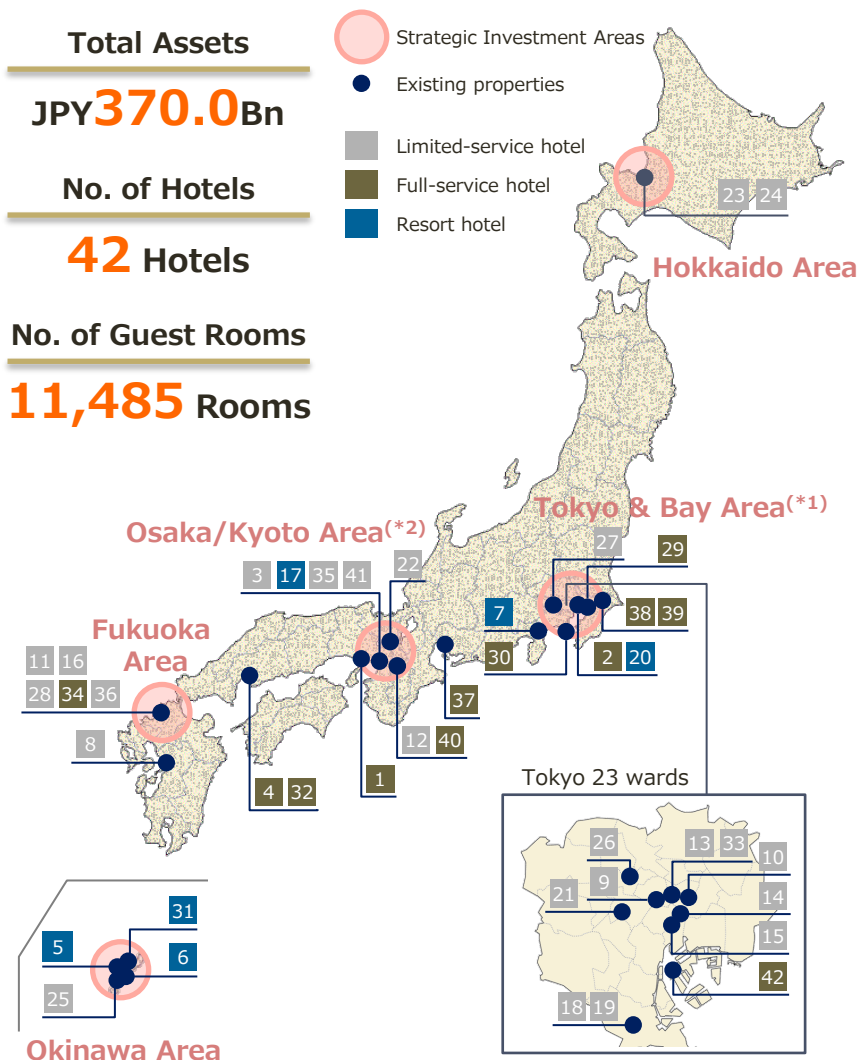 Total Assets
JPY370.0Bn
No. of Hotels
42 Hotels
No. of Guest Rooms
11,485 Rooms
Strategic Investment Areas
Existing properties
Limited-service hotel
Full-service hotel
Resort hotel
23 24
Hokkaido Area
Tokyo & Bay Area(*1)
27 29
7 38 39
30 2 20
Osaka/Kyoto Area(*2)
3 17 35 41 22
37
12 40
1
4 32
Fukuoka
Area
11 16
28 34 36
8
Tokyo 23 wards
26 13 33
10
21 9
14
15
42
18 19
31
5 6
25
Okinawa Area